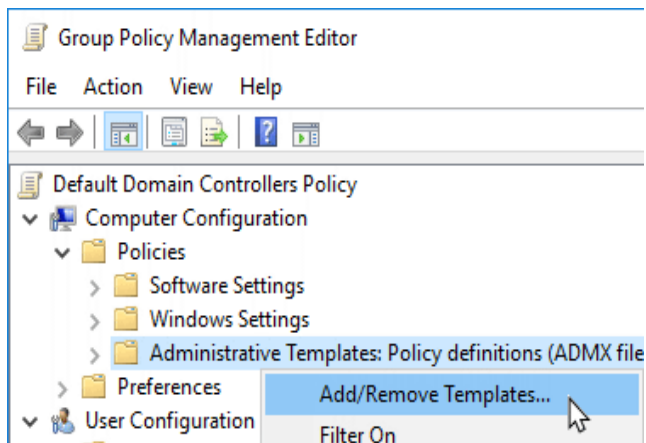 Group Policy Management Editor
File Action View Help
Default Domain Controllers Policy
Computer Configuration
Policies
Software Settings
Windows Settings
Administrative Templates: Policy definitions (ADMX file
Preferences
Add/Remove Templates...
User Configuration
Filter On